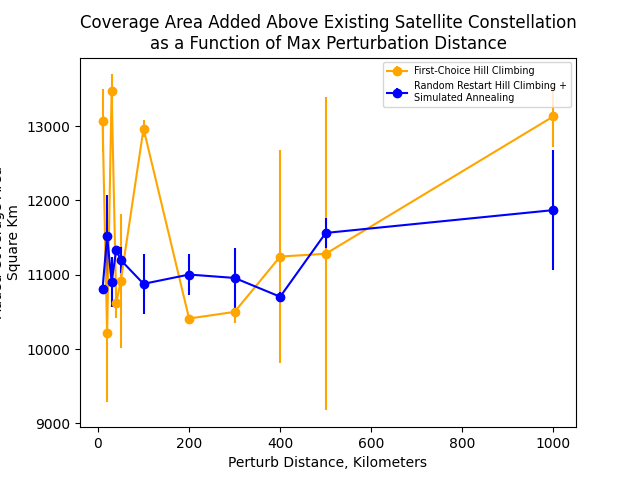 Coverage Area Added Above Existing Satellite Constellation
as a Function of Max Perturbation Distance
First-Choice Hill Climbing
Random Restart Hill Climbing +
Simulated Annealing
13000
12000
11000
10000
9000
Square Km
0 200 400 600 800 1000
Perturb Distance, Kilometers